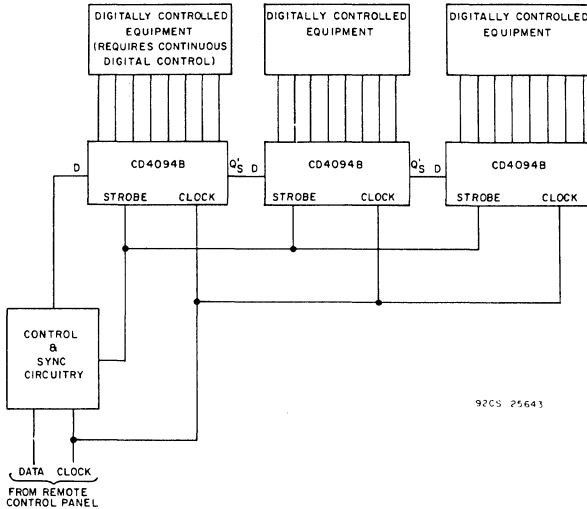 DIGITALLY CONTROLLED
EQUIPMENT
(REQUIRES CONTINUOUS
DIGITAL CONTROL)
DIGITALLY CONTROLLED
EQUIPMENT
DIGITALLY CONTROLLED
EQUIPMENT
D
CD4094B
STROBE CLOCK
Q'S
D
CD4094B
STROBE CLOCK
Q'S
D
CD4094B
STROBE CLOCK
CONTROL
&
SYNC
CIRCUITRY
92CS 25643
DATA CLOCK
FROM REMOTE
CONTROL PANEL